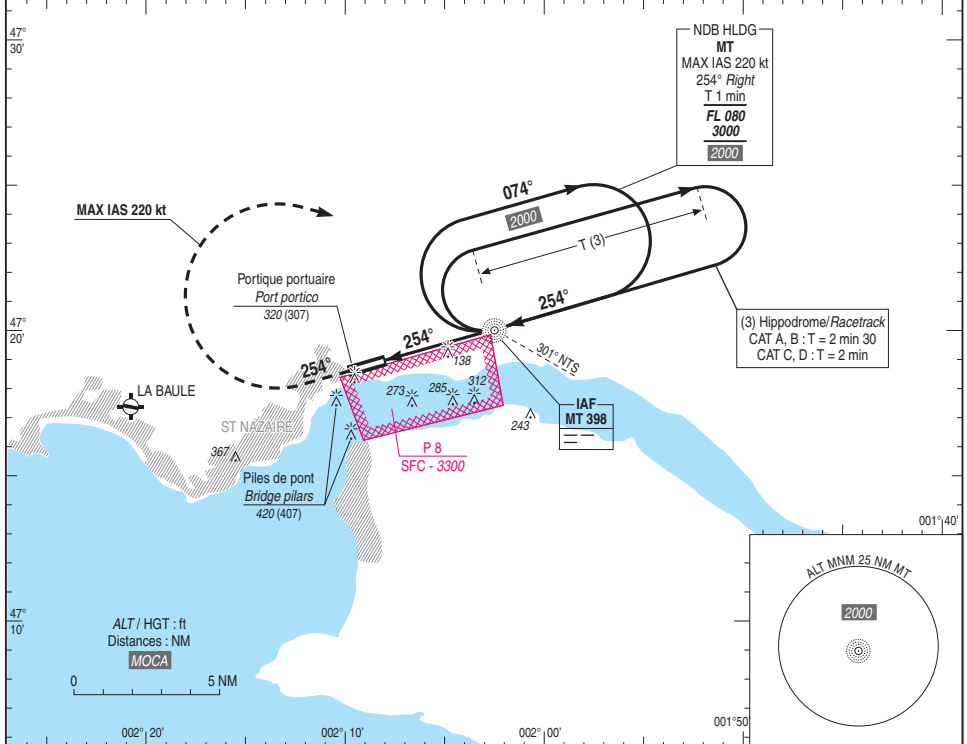 47°
30'
NDB HLDG
MT
MAX IAS 220 kt
254° Right
T 1 min
FL 080
3000
2000
MAX IAS 220 kt
074°
2000
T (3)
Portique portuaire
Port portico
320 (307)
254°
(3) Hippodrome/Racetrack
CAT A, B : T = 2 min 30
CAT C, D : T = 2 min
47°
20'
254°
254°
138
301° NTS
LA BAULE
273
285
312
IAF
MT 398
243
ST NAZAIRE
367
P 8
SFC - 3300
Piles de pont
Bridge pilars
420 (407)
001° 40'
ALT MNM 25 NM MT
2000
47°
10'
ALT / HGT : ft
Distances : NM
MOCA
0
5 NM
002° 20'
002° 10'
002° 00'
001° 50'